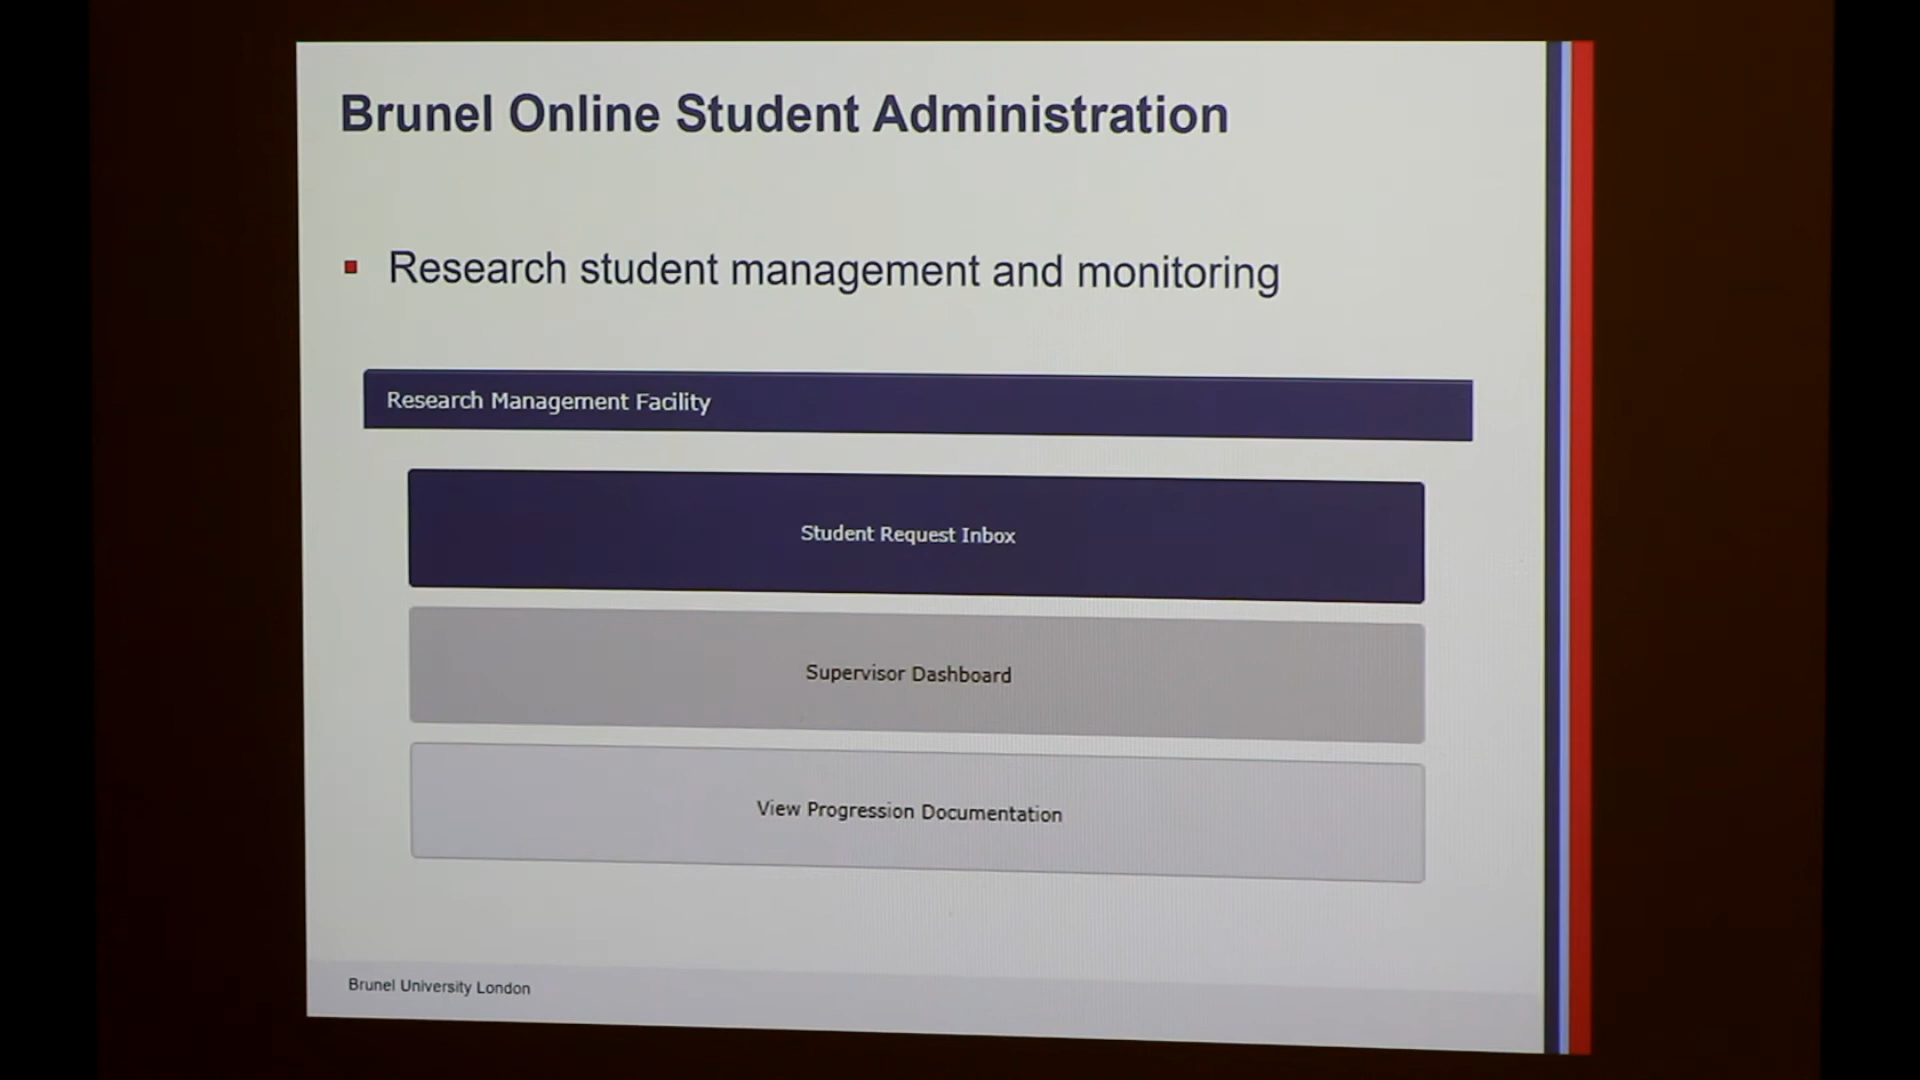 Brunel Online Student Administration
Research student management and monitoring
Research Management Facility
Student Request Inbox
Supervisor Dashboard
View Progression Documentation
Brunel University London